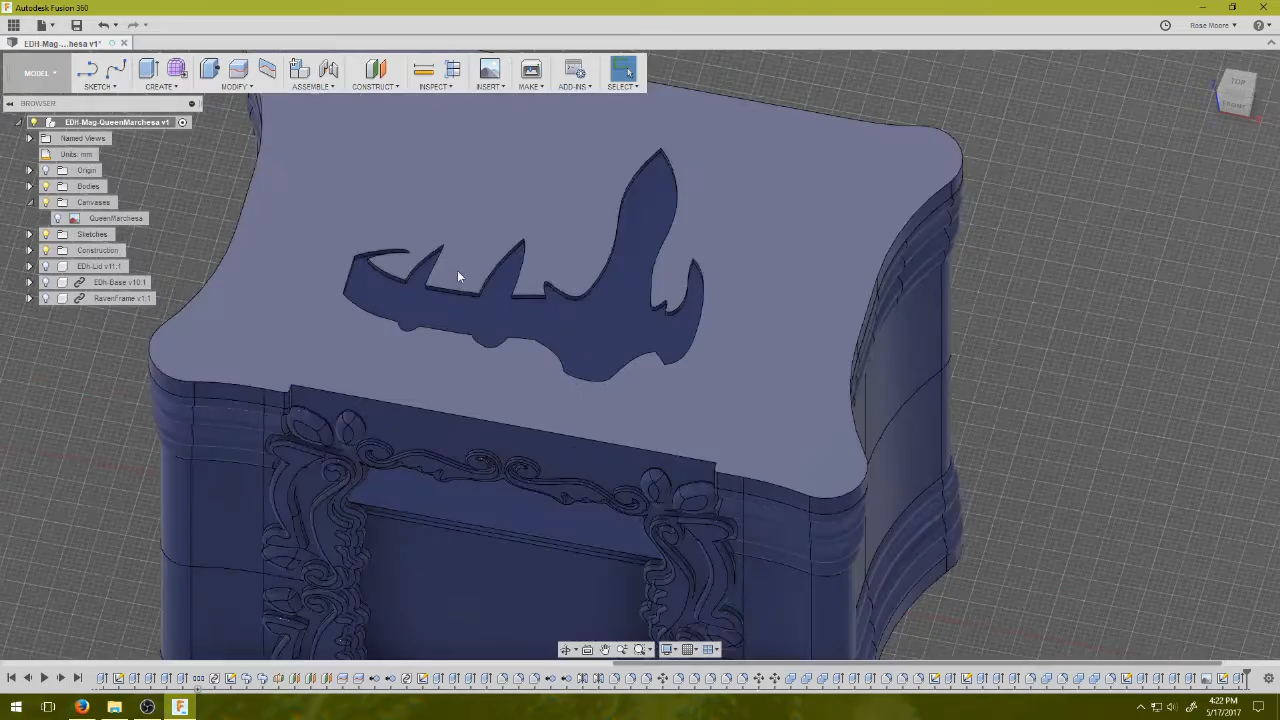 Autodesk Fusion 360
Rose Moore
EDH-Mag-...hesa v1*
MODEL
SKETCH
CREATE
MODIFY
ASSEMBLE
CONSTRUCT
INSPECT
INSERT
MAKE
ADD-INS
SELECT
BROWSER
EDH-Mag-QueenMarchesa v1
Named Views
Units: mm
Origin
Bodies
Canvases
QueenMarchesa
Sketches
Construction
EDh-Lid v11:1
EDh-Base v10:1
RavenFrame v1:1
TOP
FRONT
4:22 PM
5/17/2017